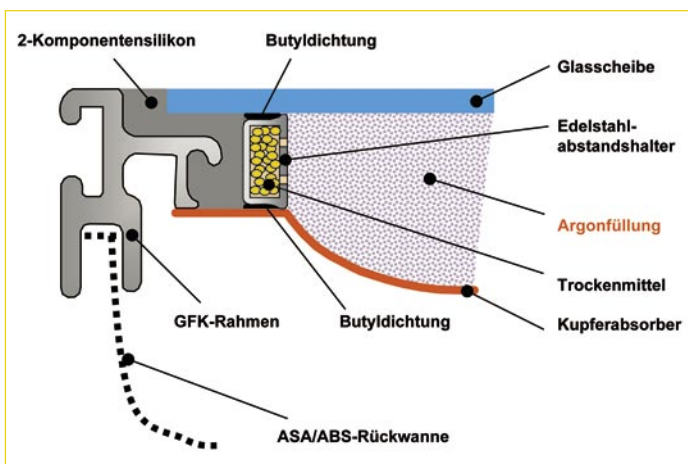 2-Komponentensilikon
Butyldichtung
Glasscheibe
Edelstahl-
abstandshalter
Argonfüllung
Trockenmittel
GFK-Rahmen
Butyldichtung
Kupferabsorber
ASA/ABS-Rückwanne